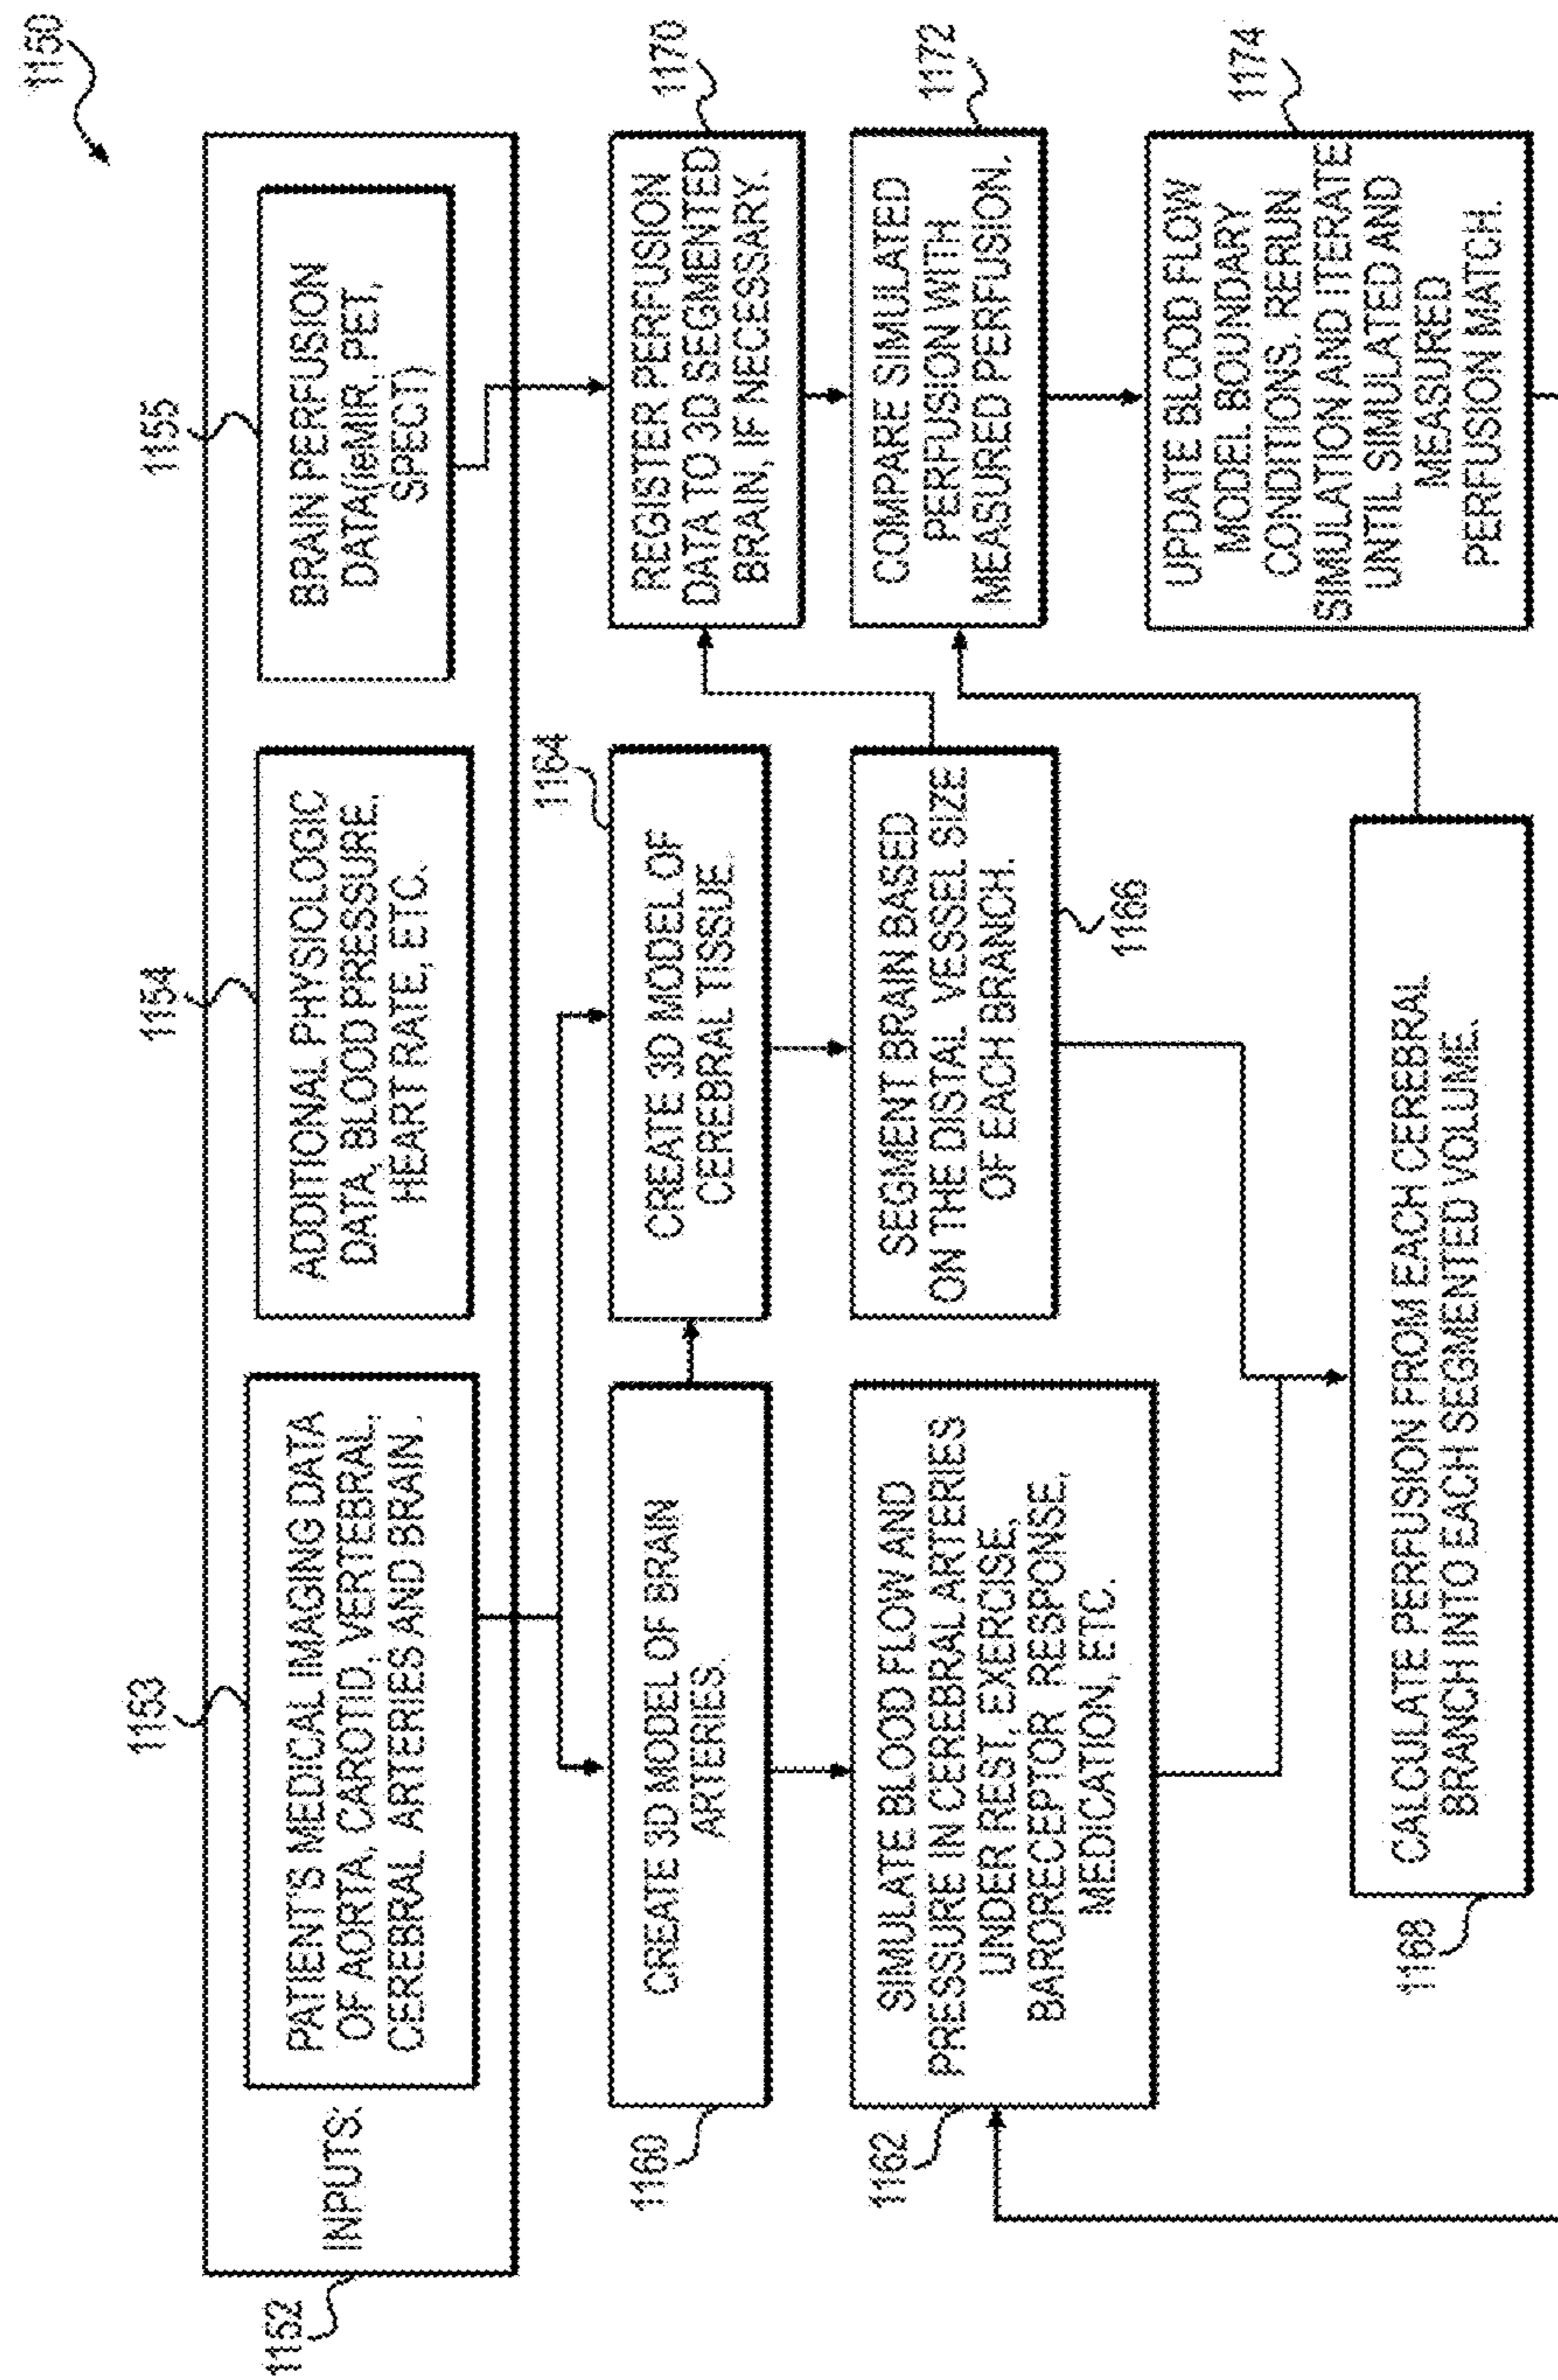 1150
1152
INPUTS:
1153
PATIENT'S MEDICAL IMAGING DATA
OF AORTA, CAROTID, VERTEBRAL,
CEREBRAL ARTERIES AND BRAIN.
1154
ADDITIONAL PHYSIOLOGIC
DATA, BLOOD PRESSURE,
HEART RATE, ETC.
1155
BRAIN PERFUSION
DATA(ieMIR, PET,
SPECT)
1160
CREATE 3D MODEL OF BRAIN
ARTERIES.
1164
CREATE 3D MODEL OF
CEREBRAL TISSUE.
1170
REGISTER PERFUSION
DATA TO 3D SEGMENTED
BRAIN, IF NECESSARY.
1162
SIMULATE BLOOD FLOW AND
PRESSURE IN CEREBRAL ARTERIES
UNDER REST, EXERCISE,
BARORECEPTOR RESPONSE,
MEDICATION, ETC.
SEGMENT BRAIN BASED
ON THE DISTAL VESSEL SIZE
OF EACH BRANCH.
1166
1172
COMPARE SIMULATED
PERFUSION WITH
MEASURED PERFUSION.
1168
CALCULATE PERFUSION FROM EACH CEREBRAL
BRANCH INTO EACH SEGMENTED VOLUME.
1174
UPDATE BLOOD FLOW
MODEL BOUNDARY
CONDITIONS. RERUN
SIMULATION AND ITERATE
UNTIL SIMULATED AND
MEASURED
PERFUSION MATCH.